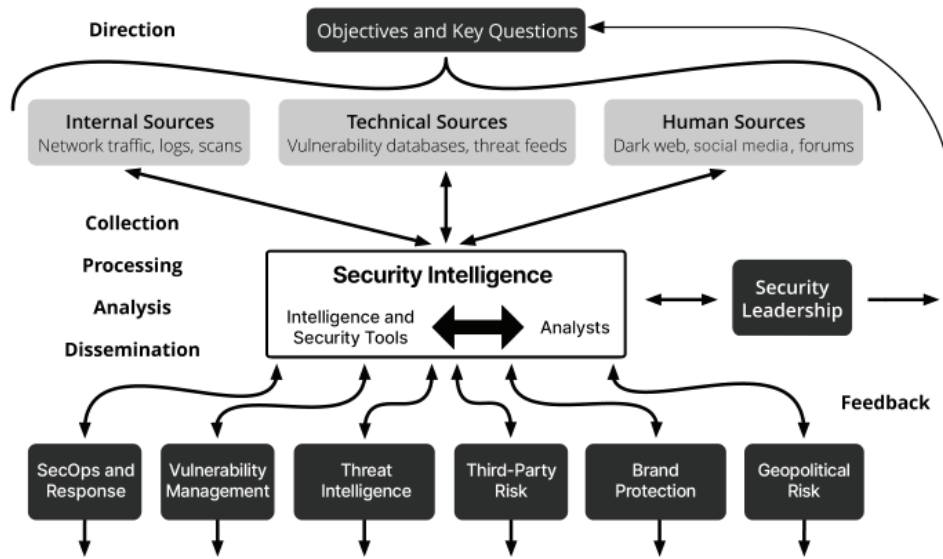 Direction
Objectives and Key Questions
Internal Sources
Network traffic, logs, scans
Technical Sources
Vulnerability databases, threat feeds
Human Sources
Dark web, social media, forums
Collection
Processing
Analysis
Dissemination
Security Intelligence
Intelligence and
Security Tools
Analysts
Security
Leadership
Feedback
SecOps and
Response
Vulnerability
Management
Threat
Intelligence
Third-Party
Risk
Brand
Protection
Geopolitical
Risk